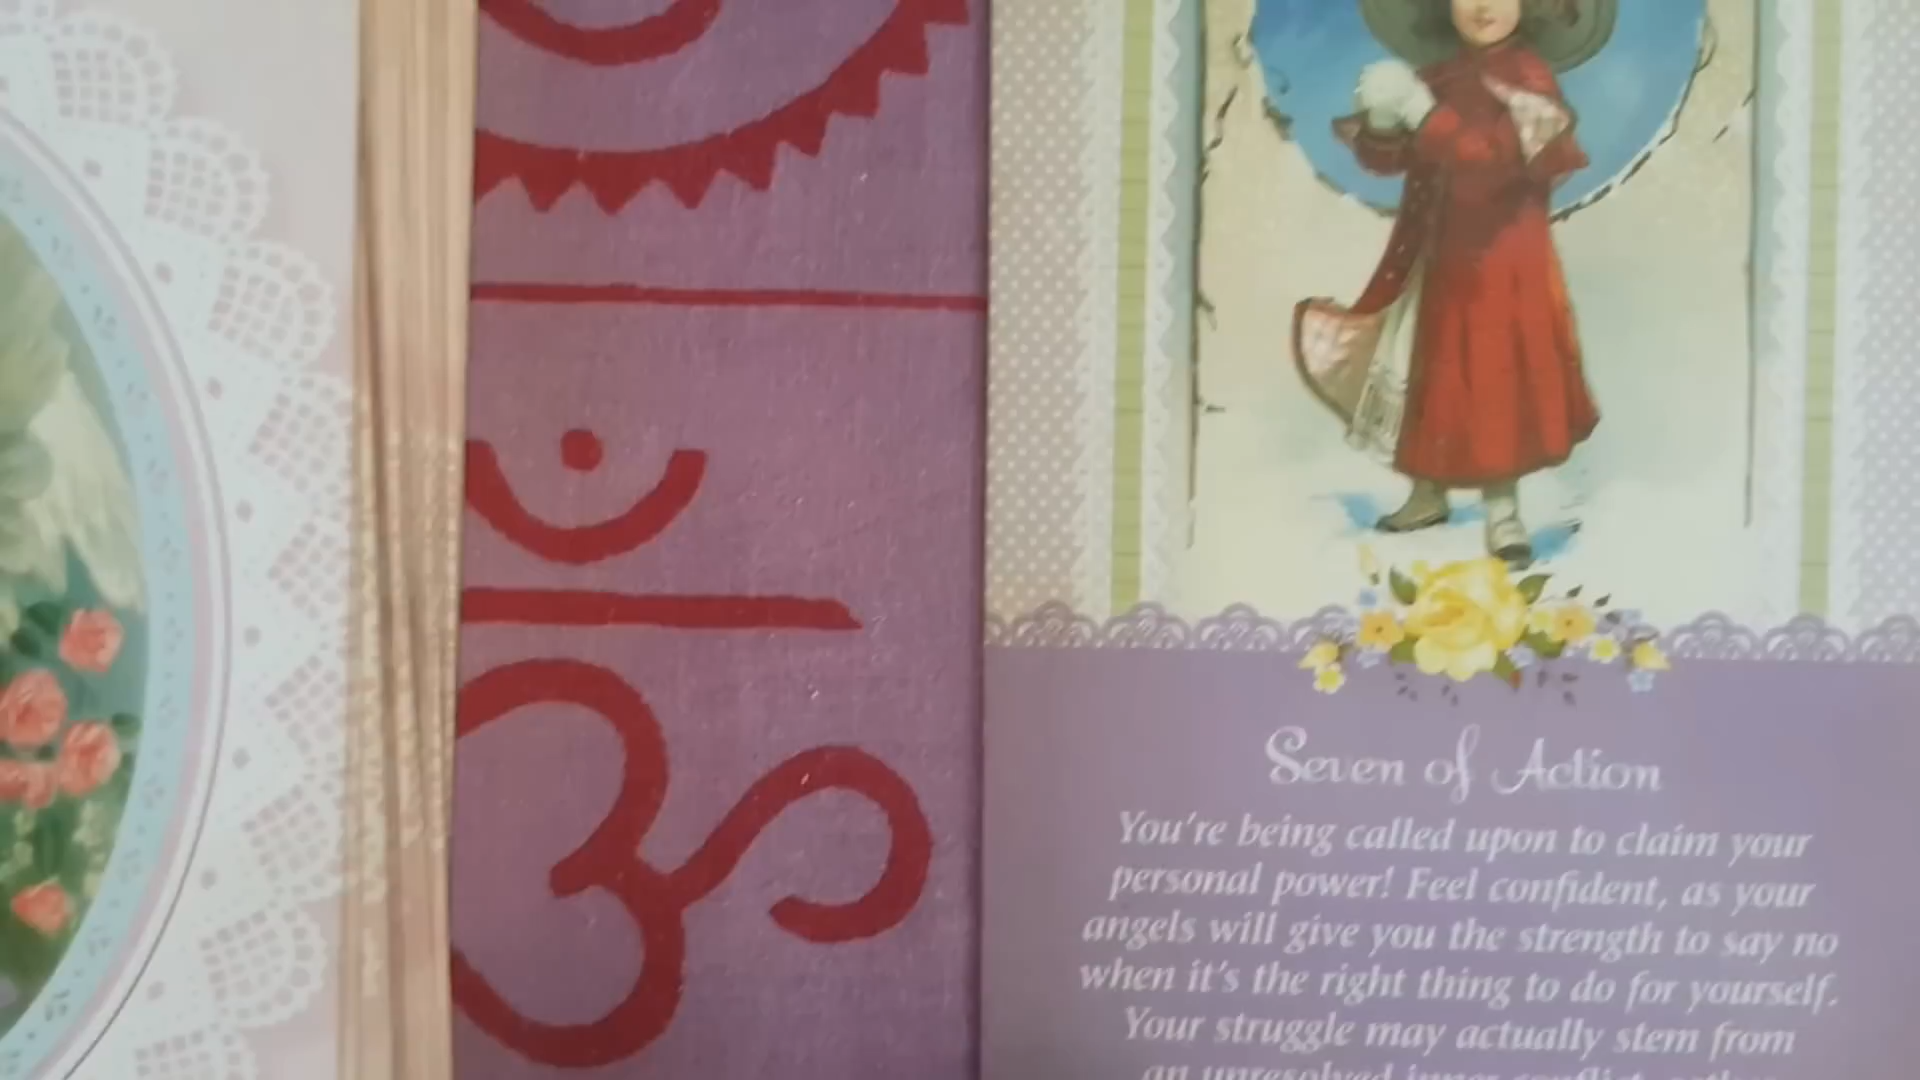 ॐ
Seven of Action
You're being called upon to claim your
personal power! Feel confident, as your
angels will give you the strength to say no
when it's the right thing to do for yourself.
Your struggle may actually stem from
an unresolved inner conflict